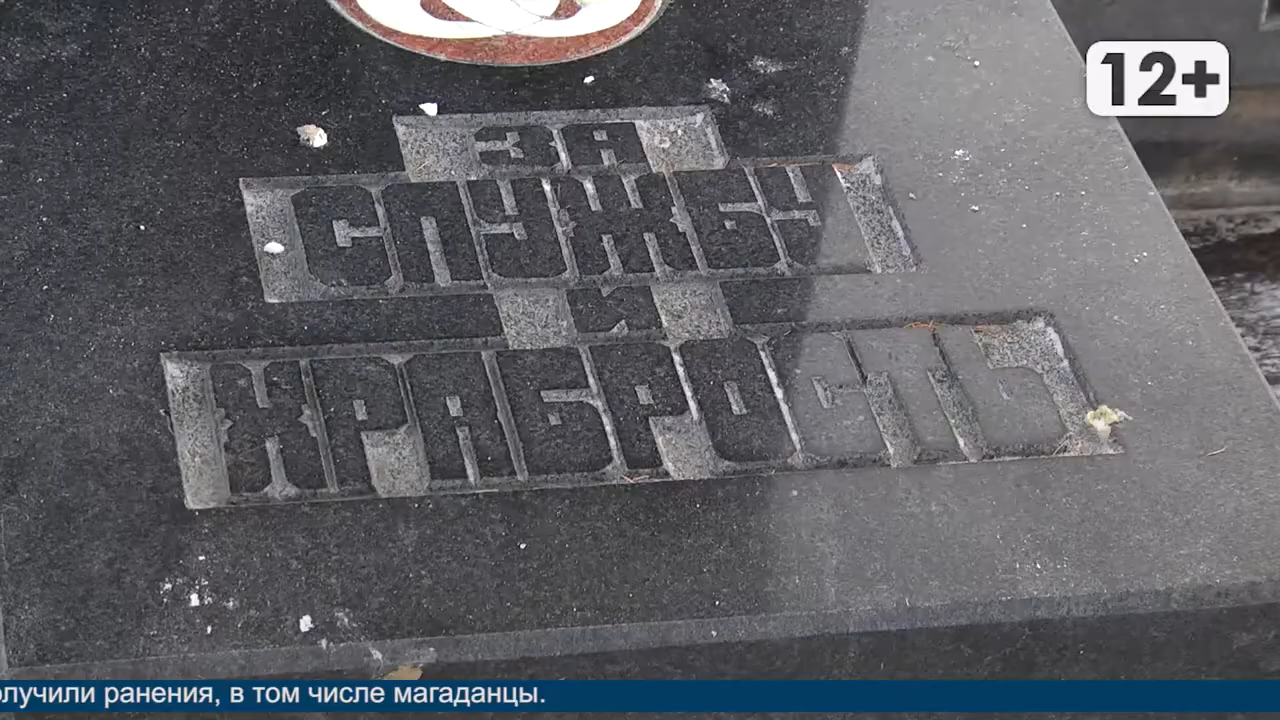 12+
ЗА
СЛУЖБУ
И
ХРАБРОСТЬ
олучили ранения, в том числе магаданцы.